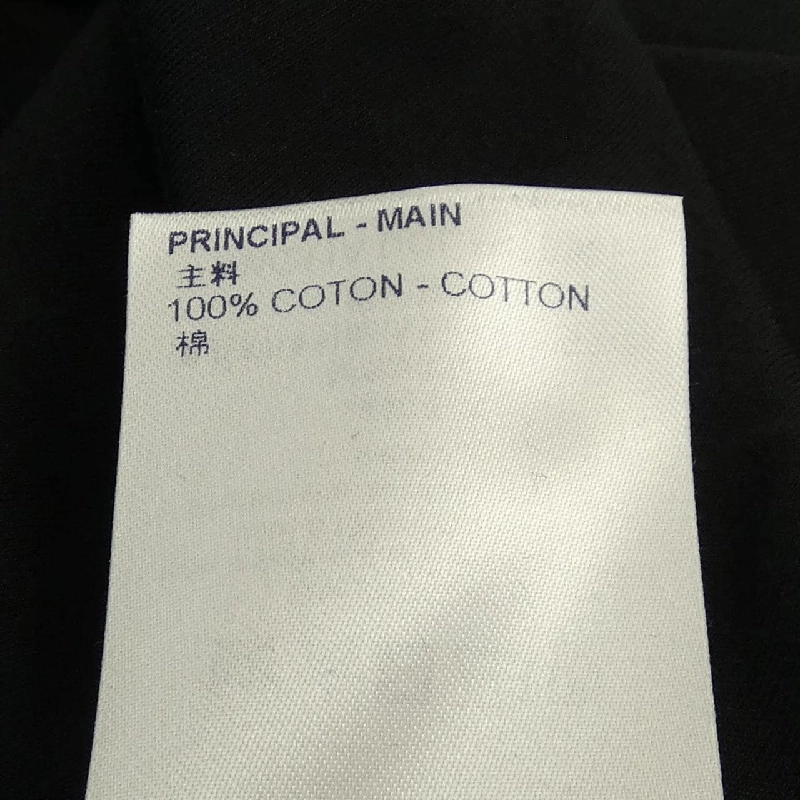 PRINCIPAL - MAIN
主料
100% COTON - COTTON
棉